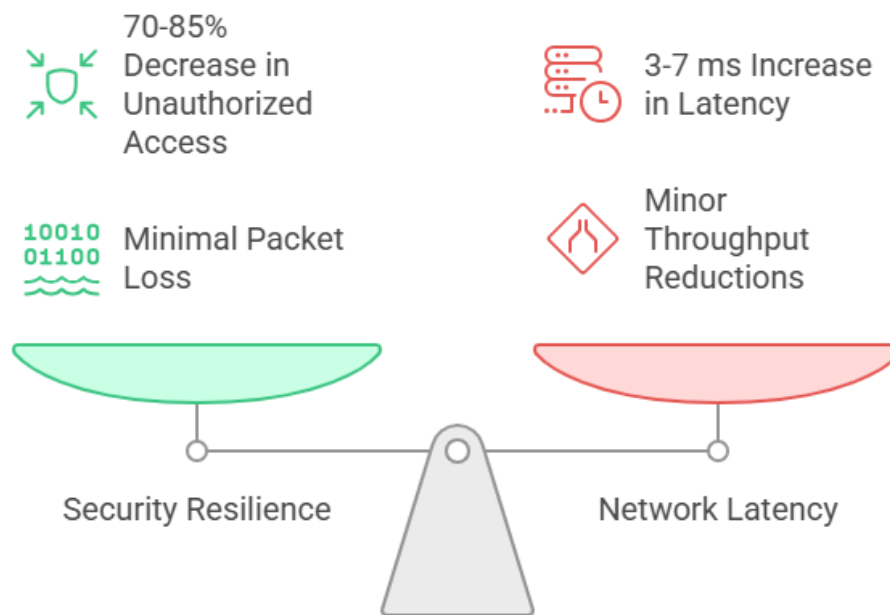 70-85%
Decrease in
Unauthorized
Access
3-7 ms Increase
in Latency
10010
01100
Minimal Packet
Loss
Minor
Throughput
Reductions
Security Resilience
Network Latency